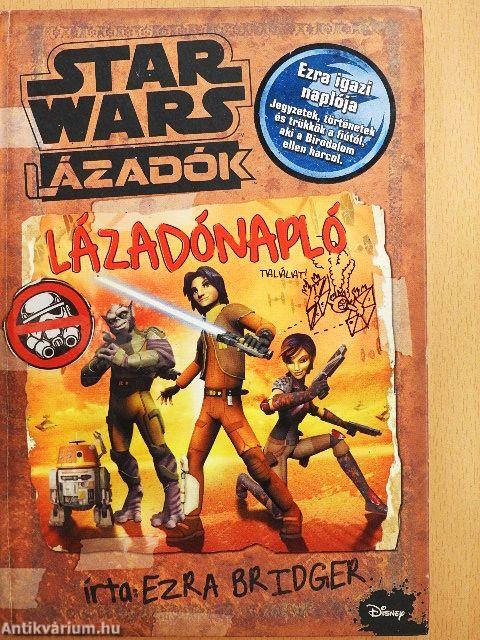 STAR
WARS
LÁZADÓK
Ezra igazi
naplója
Jegyzetek, történetek
és trükkök a fiútól,
aki a Birodalom
ellen harcol.
LÁZADÓNAPLÓ
TALÁLAT!
írta: EZRA BRIDGER
Disney
Antikvárium.hu